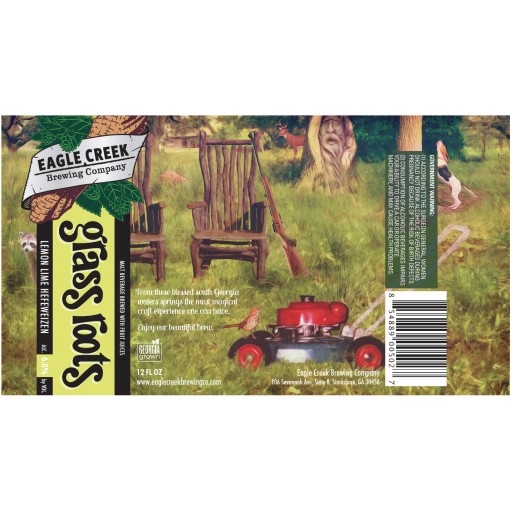 EAGLE CREEK
Brewing Company
grass roots
LEMON LIME HEFEWEIZEN
ALC. 6.0% by VOL.
MALT BEVERAGE BREWED WITH FRUIT JUICES
From these blessed south Georgia
waters springs the most magical
craft experience one can have...
Enjoy our beautiful brew.
GEORGIA
grown
12 FL OZ
www.eaglecreekbrewingco.com
Eagle Creek Brewing Company
106 Savannah Ave, Suite B, Statesboro, GA 30458
GOVERNMENT WARNING:
(1) ACCORDING TO THE SURGEON GENERAL, WOMEN
SHOULD NOT DRINK ALCOHOLIC BEVERAGES DURING
PREGNANCY BECAUSE OF THE RISK OF BIRTH DEFECTS.
(2) CONSUMPTION OF ALCOHOLIC BEVERAGES IMPAIRS
YOUR ABILITY TO DRIVE A CAR OR OPERATE
MACHINERY, AND MAY CAUSE HEALTH PROBLEMS.
8 54889 00502 7